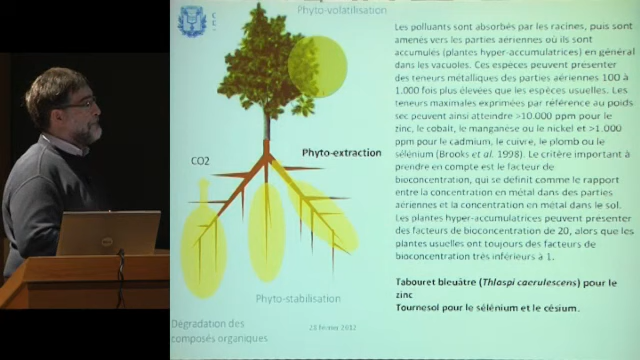 Phyto-volatilisation
CO2
Phyto-extraction
Phyto-stabilisation
Dégradation des
composés organiques
23 février 2012
Les polluants sont absorbés par les racines, puis sont
amenés vers les parties aériennes où ils sont
accumulés (plantes hyper-accumulatrices) en général
dans les vacuoles. Ces espèces peuvent présenter
des teneurs métalliques des parties aériennes 100 à
1.000 fois plus élevées que les espèces usuelles. Les
teneurs maximales exprimées par référence au poids
sec peuvent ainsi atteindre >10.000 ppm pour le
zinc, le cobalt, le manganèse ou le nickel et >1.000
ppm pour le cadmium, le cuivre, le plomb ou le
sélénium (Brooks et al. 1998). Le critère important à
prendre en compte est le facteur de
bioconcentration, qui se définit comme le rapport
entre la concentration en métal dans des parties
aériennes et la concentration en métal dans le sol.
Les plantes hyper-accumulatrices peuvent présenter
des facteurs de bioconcentration de 20, alors que les
plantes usuelles ont toujours des facteurs de
bioconcentration très inférieurs à 1.
Tabouret bleuâtre (Thlaspi caerulescens) pour le
zinc
Tournesol pour le sélénium et le césium.